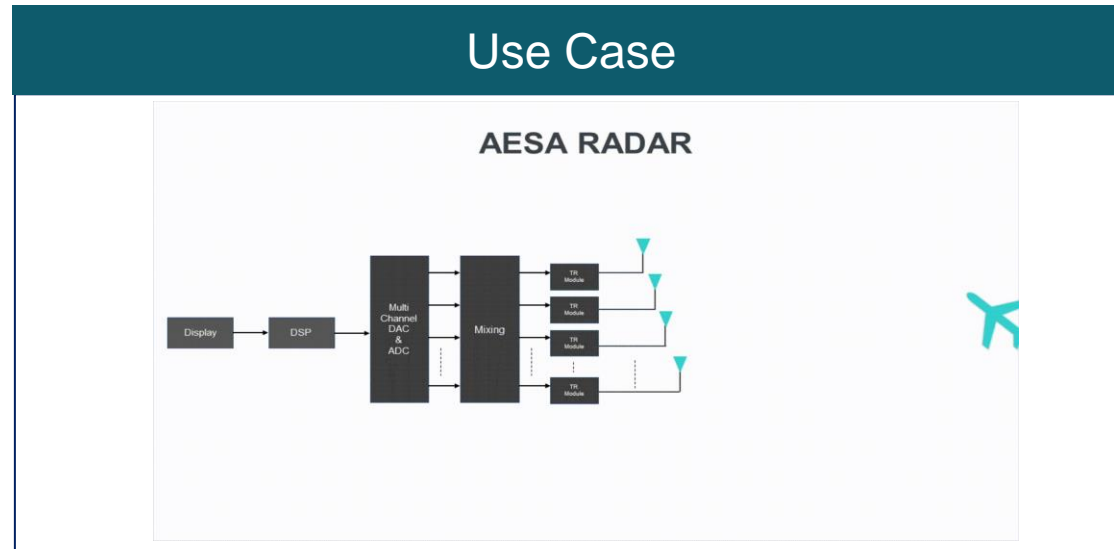 Use Case
AESA RADAR
Display
DSP
Multi
Channel
DAC
&
ADC
Mixing
TR
Module
TR
Module
TR
Module
TR
Module